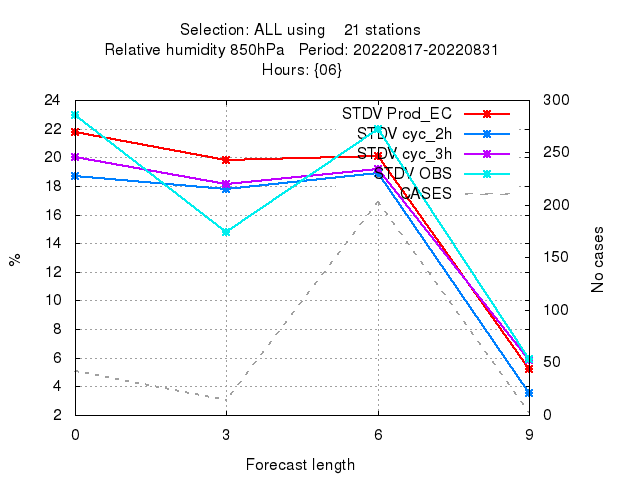 Selection: ALL using    21 stations
Relative humidity 850hPa   Period: 20220817-20220831
Hours: {06}
STDV Prod_EC
STDV cyc_2h
STDV cyc_3h
STDV OBS
CASES
24
22
20
18
16
14
12
10
8
6
4
2
%
300
250
200
150
100
50
0
No cases
0 3 6 9
Forecast length